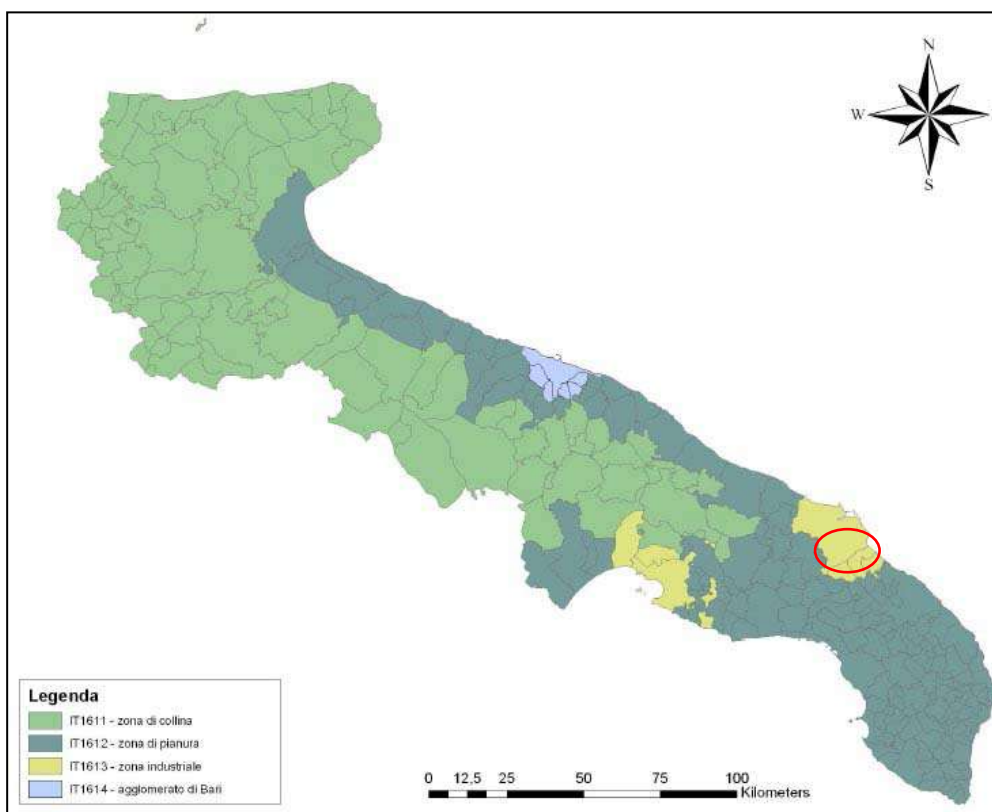 N
W
S
Legenda
IT1611 - zona di collina
IT1612 - zona di pianura
IT1613 - zona industriale
IT1614 - agglomerato di Bari
0 12,5 25 50 75 100
Kilometers